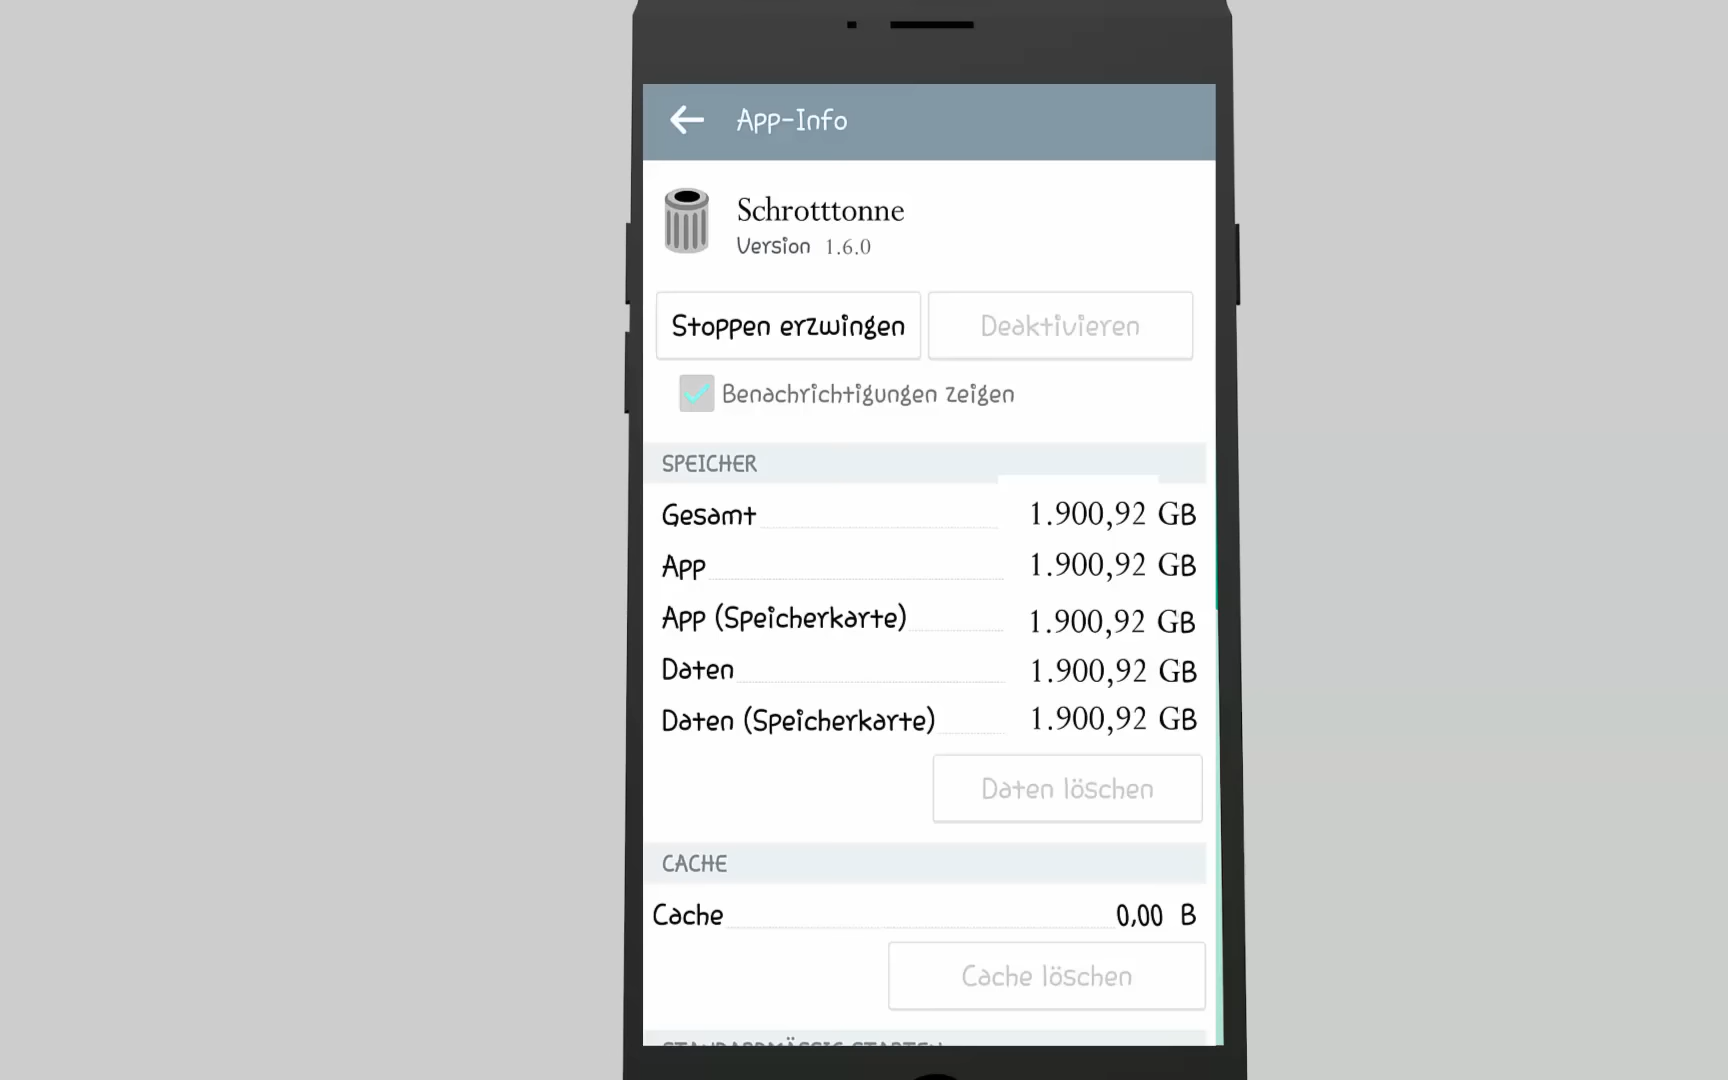 App-Info
Schrotttonne
Version 1.6.0
Stoppen erzwingen
Deaktivieren
Benachrichtigungen zeigen
SPEICHER
Gesamt 1.900,92 GB
App 1.900,92 GB
App (Speicherkarte) 1.900,92 GB
Daten 1.900,92 GB
Daten (Speicherkarte) 1.900,92 GB
Daten löschen
CACHE
Cache 0,00 B
Cache löschen
STANDARDMÄSSIG STARTEN